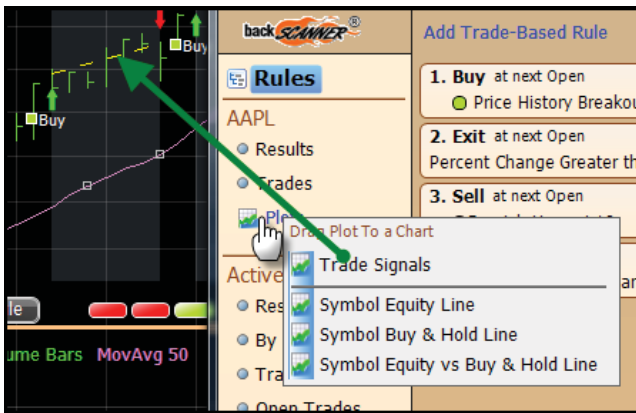 Buy
Buy
le
ume Bars MovAvg 50
back SCANNER ®
Rules
AAPL
Results
Trades
Drag Plot To a Chart
Trade Signals
Symbol Equity Line
Symbol Buy & Hold Line
Symbol Equity vs Buy & Hold Line
Active
Res
By
Tra
Open Trades
Add Trade-Based Rule
1. Buy at next Open
Price History Breakou
2. Exit at next Open
Percent Change Greater th
3. Sell at next Open
ar